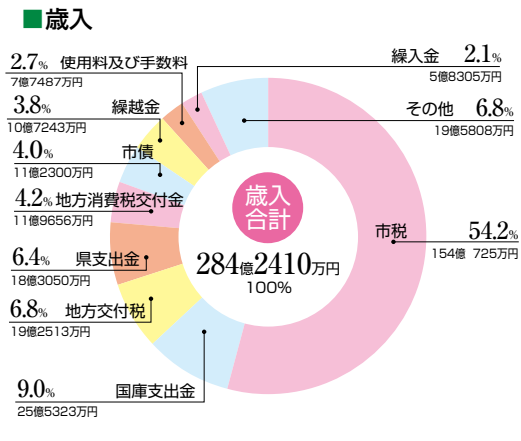 ■歳入
2.7% 使用料及び手数料
7億7487万円
繰入金 2.1%
5億8305万円
3.8% 繰越金
10億7243万円
その他 6.8%
19億5808万円
4.0% 市債
11億2300万円
4.2% 地方消費税交付金
11億9656万円
歳入
合計
284億2410万円
100%
市税 54.2%
154億 725万円
6.4% 県支出金
18億3050万円
6.8% 地方交付税
19億2513万円
9.0% 国庫支出金
25億5323万円